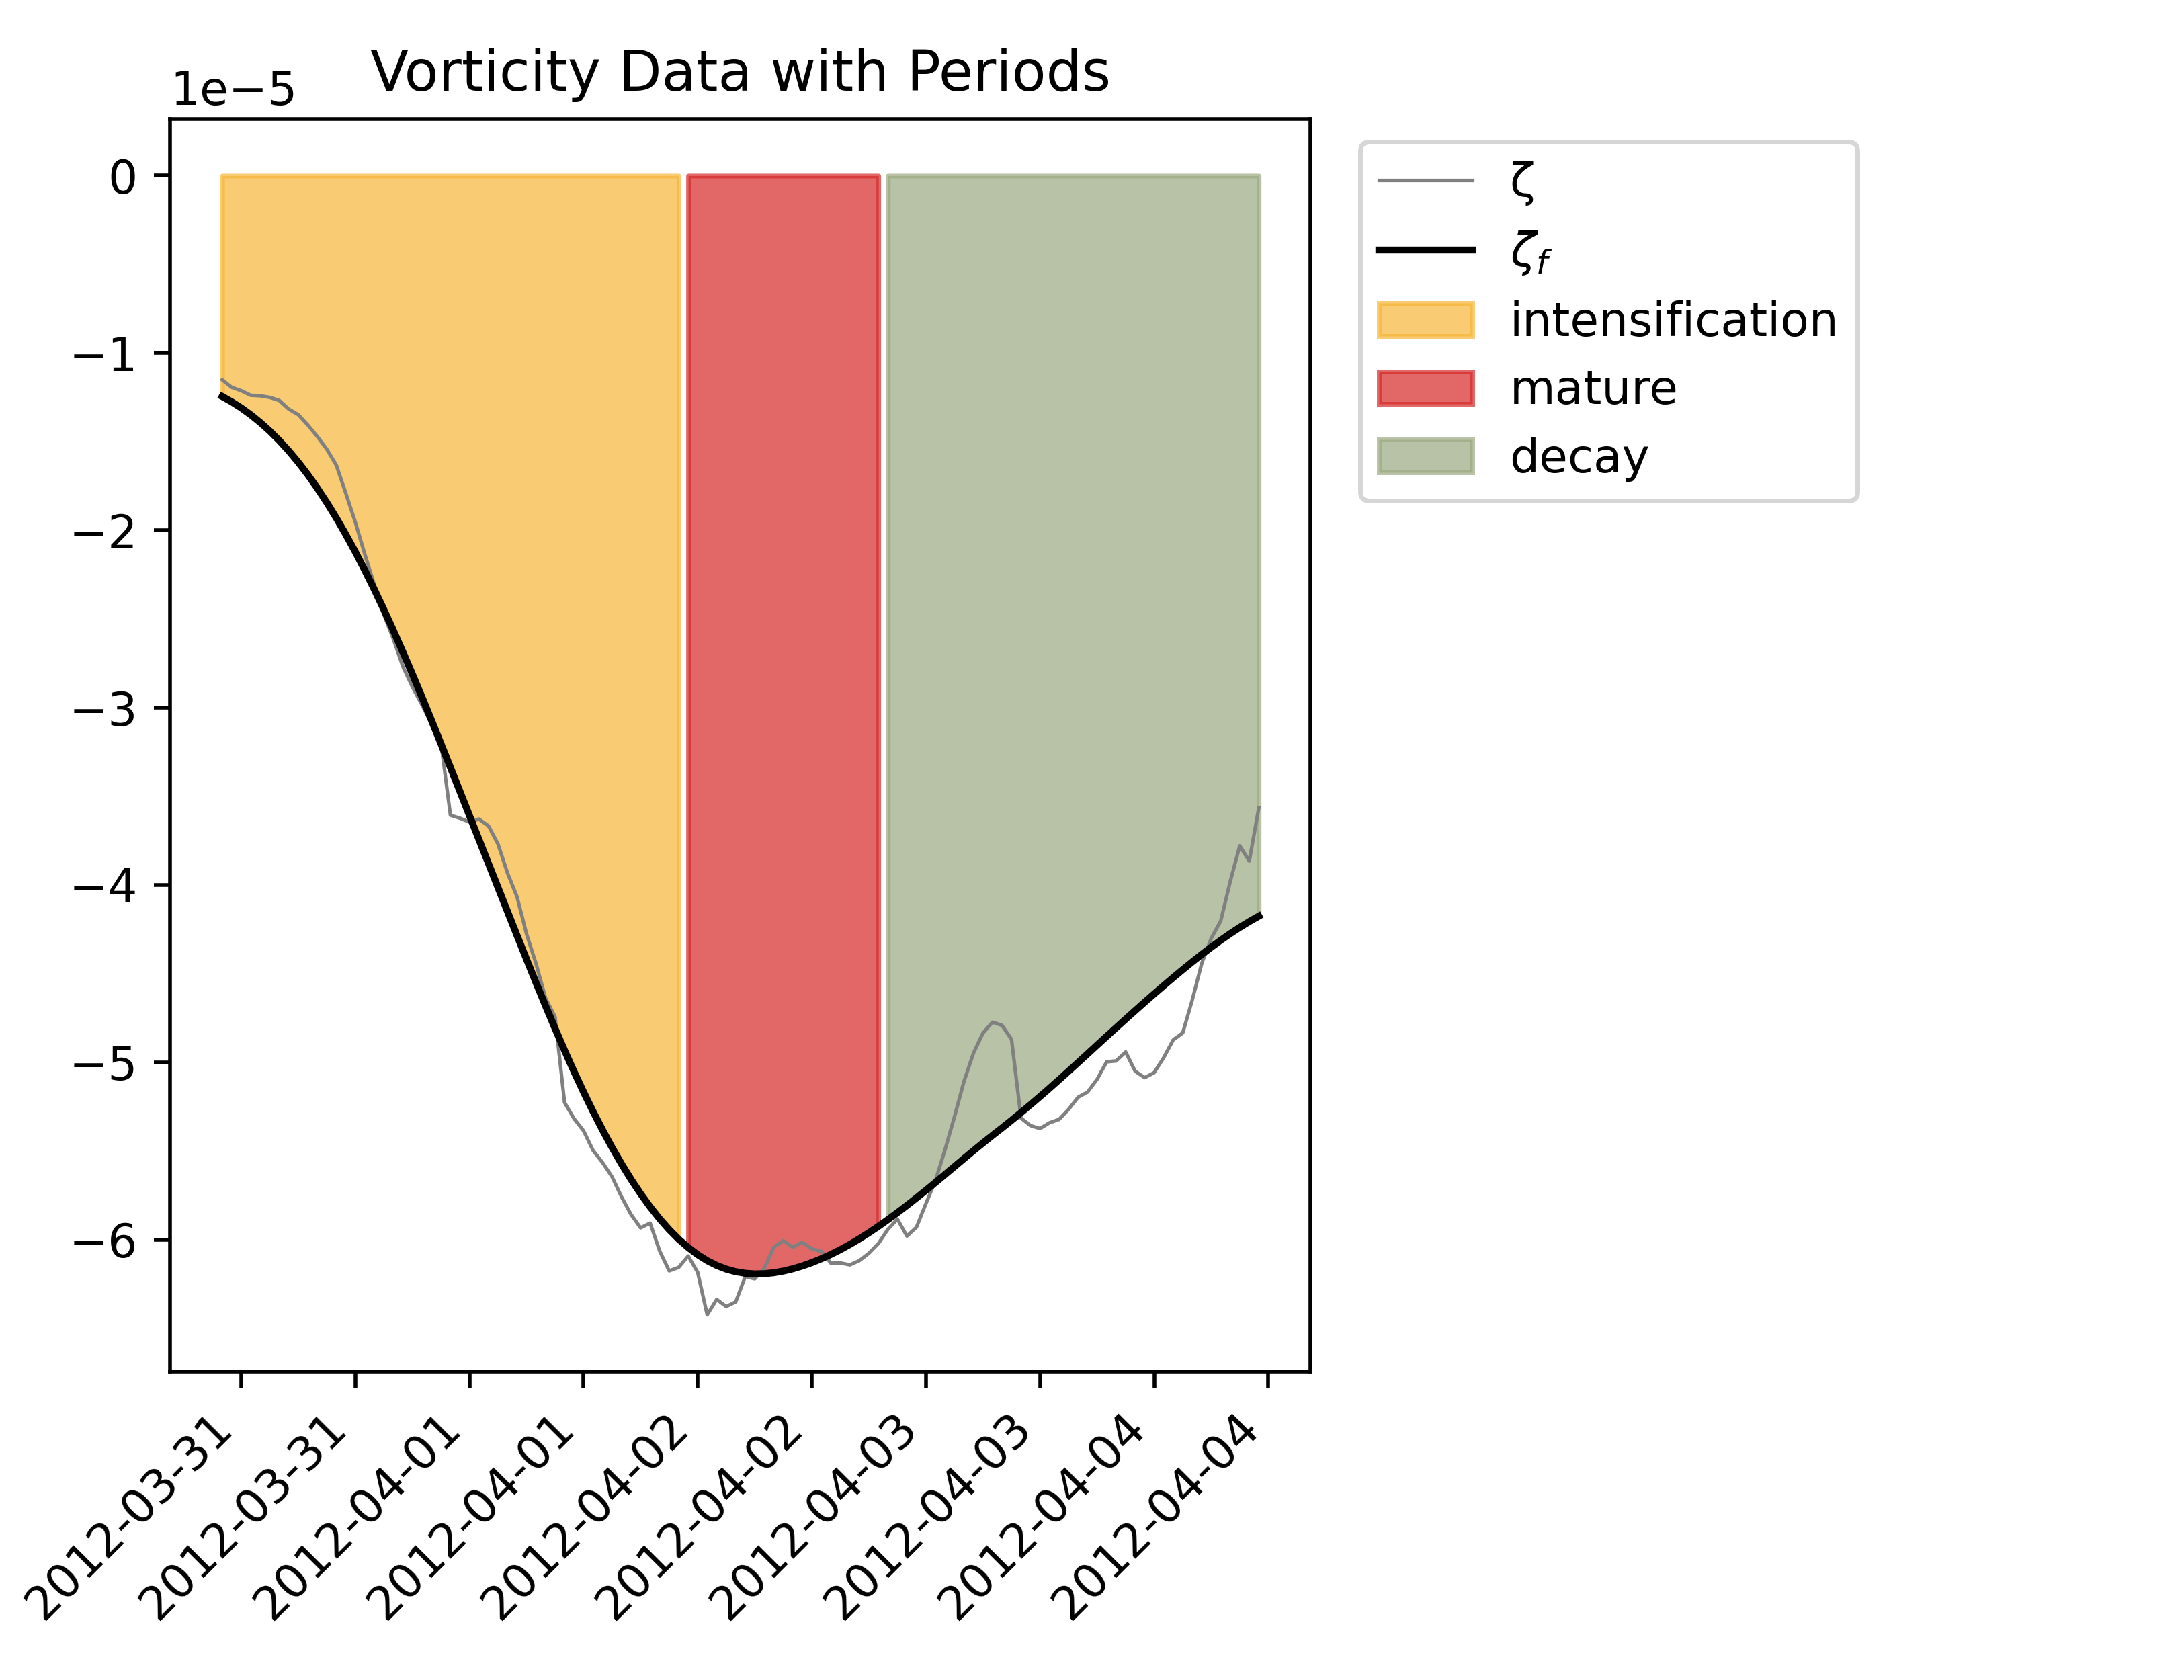 Vorticity Data with Periods
1e−5
0
−1
−2
−3
−4
−5
−6
2012-03-31
2012-03-31
2012-04-01
2012-04-01
2012-04-02
2012-04-02
2012-04-03
2012-04-03
2012-04-04
2012-04-04
ζ
ζf
intensification
mature
decay